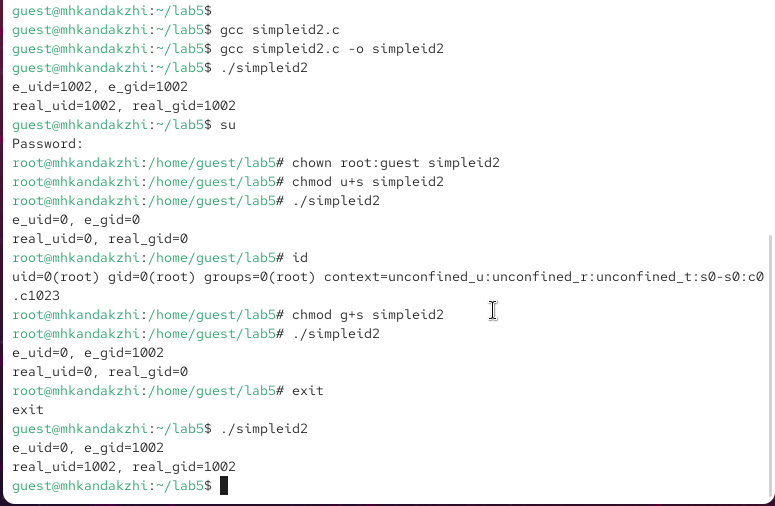 guest@mhkandakzhi:~/lab5$
guest@mhkandakzhi:~/lab5$ gcc simpleid2.c
guest@mhkandakzhi:~/lab5$ gcc simpleid2.c -o simpleid2
guest@mhkandakzhi:~/lab5$ ./simpleid2
e_uid=1002, e_gid=1002
real_uid=1002, real_gid=1002
guest@mhkandakzhi:~/lab5$ su
Password:
root@mhkandakzhi:/home/guest/lab5# chown root:guest simpleid2
root@mhkandakzhi:/home/guest/lab5# chmod u+s simpleid2
root@mhkandakzhi:/home/guest/lab5# ./simpleid2
e_uid=0, e_gid=0
real_uid=0, real_gid=0
root@mhkandakzhi:/home/guest/lab5# id
uid=0(root) gid=0(root) groups=0(root) context=unconfined_u:unconfined_r:unconfined_t:s0-s0:c0
.c1023
root@mhkandakzhi:/home/guest/lab5# chmod g+s simpleid2
root@mhkandakzhi:/home/guest/lab5# ./simpleid2
e_uid=0, e_gid=1002
real_uid=0, real_gid=0
root@mhkandakzhi:/home/guest/lab5# exit
exit
guest@mhkandakzhi:~/lab5$ ./simpleid2
e_uid=0, e_gid=1002
real_uid=1002, real_gid=1002
guest@mhkandakzhi:~/lab5$